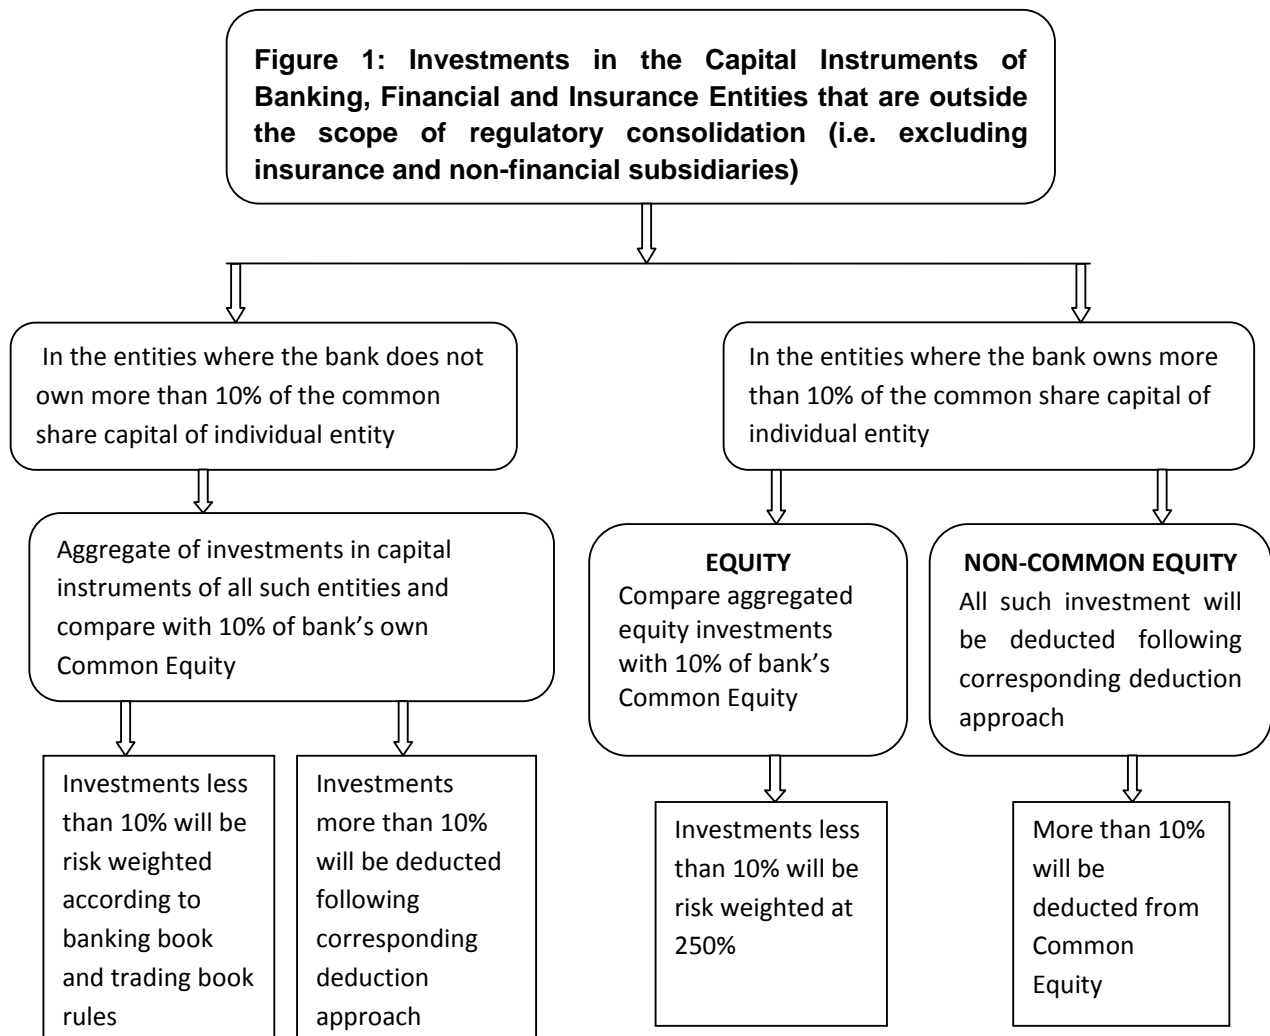 Figure 1: Investments in the Capital Instruments of
Banking, Financial and Insurance Entities that are outside
the scope of regulatory consolidation (i.e. excluding
insurance and non-financial subsidiaries)
In the entities where the bank does not
own more than 10% of the common
share capital of individual entity
In the entities where the bank owns more
than 10% of the common share capital of
individual entity
Aggregate of investments in capital
instruments of all such entities and
compare with 10% of bank’s own
Common Equity
EQUITY
Compare aggregated
equity investments
with 10% of bank’s
Common Equity
NON-COMMON EQUITY
All such investment will
be deducted following
corresponding deduction
approach
Investments less
than 10% will be
risk weighted
according to
banking book
and trading book
rules
Investments
more than 10%
will be deducted
following
corresponding
deduction
approach
Investments less
than 10% will be
risk weighted at
250%
More than 10%
will be
deducted from
Common
Equity